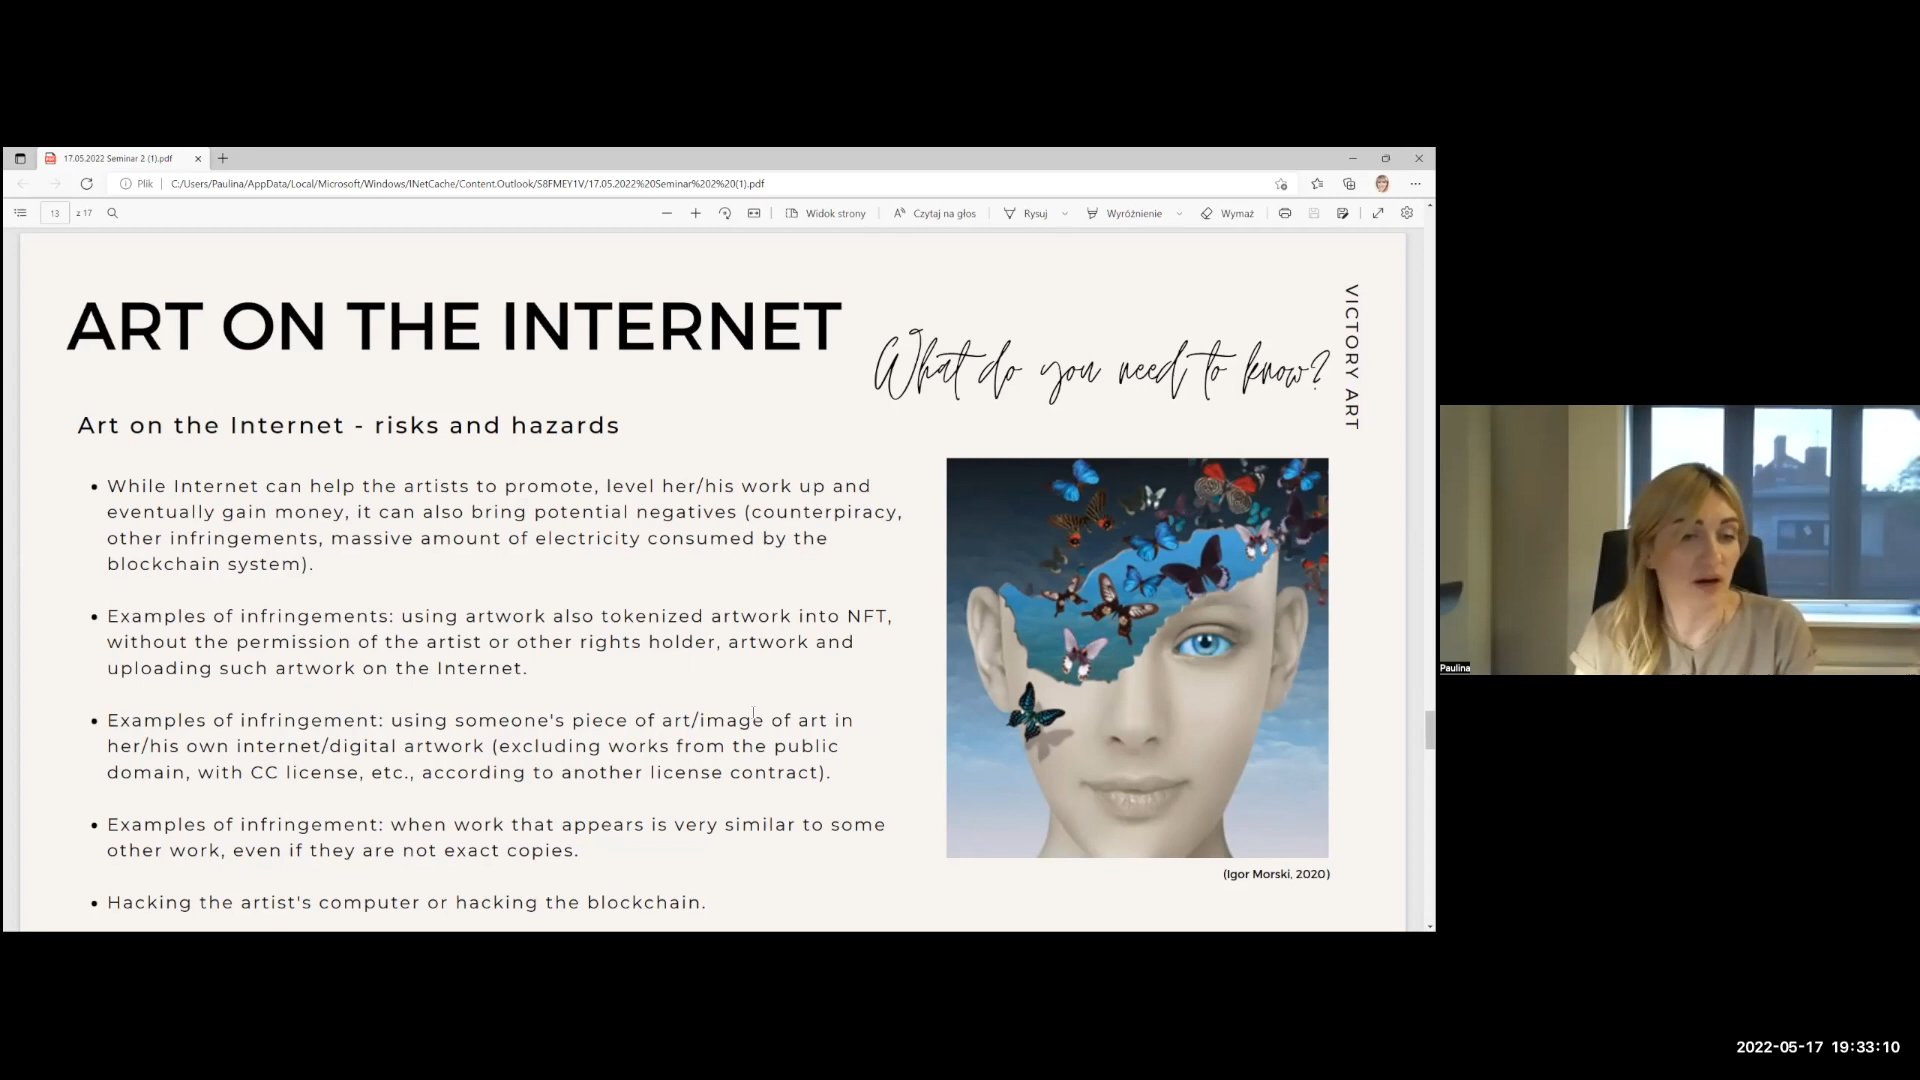 17.05.2022 Seminar 2 (1).pdf
Plik
C:/Users/Paulina/AppData/Local/Microsoft/Windows/INetCache/Content.Outlook/S8FMEY1V/17.05.2022%20Seminar%202%20(1).pdf
13 z 17 Widok strony Czytaj na głos Rysuj Wyróżnienie Wymaż
ART ON THE INTERNET
What do you need to know?
VICTORY ART
Art on the Internet - risks and hazards
• While Internet can help the artists to promote, level her/his work up and
eventually gain money, it can also bring potential negatives (counterpiracy,
other infringements, massive amount of electricity consumed by the
blockchain system).
• Examples of infringements: using artwork also tokenized artwork into NFT,
without the permission of the artist or other rights holder, artwork and
uploading such artwork on the Internet.
• Examples of infringement: using someone's piece of art/image of art in
her/his own internet/digital artwork (excluding works from the public
domain, with CC license, etc., according to another license contract).
• Examples of infringement: when work that appears is very similar to some
other work, even if they are not exact copies.
• Hacking the artist's computer or hacking the blockchain.
(Igor Morski, 2020)
Paulina
2022-05-17 19:33:10